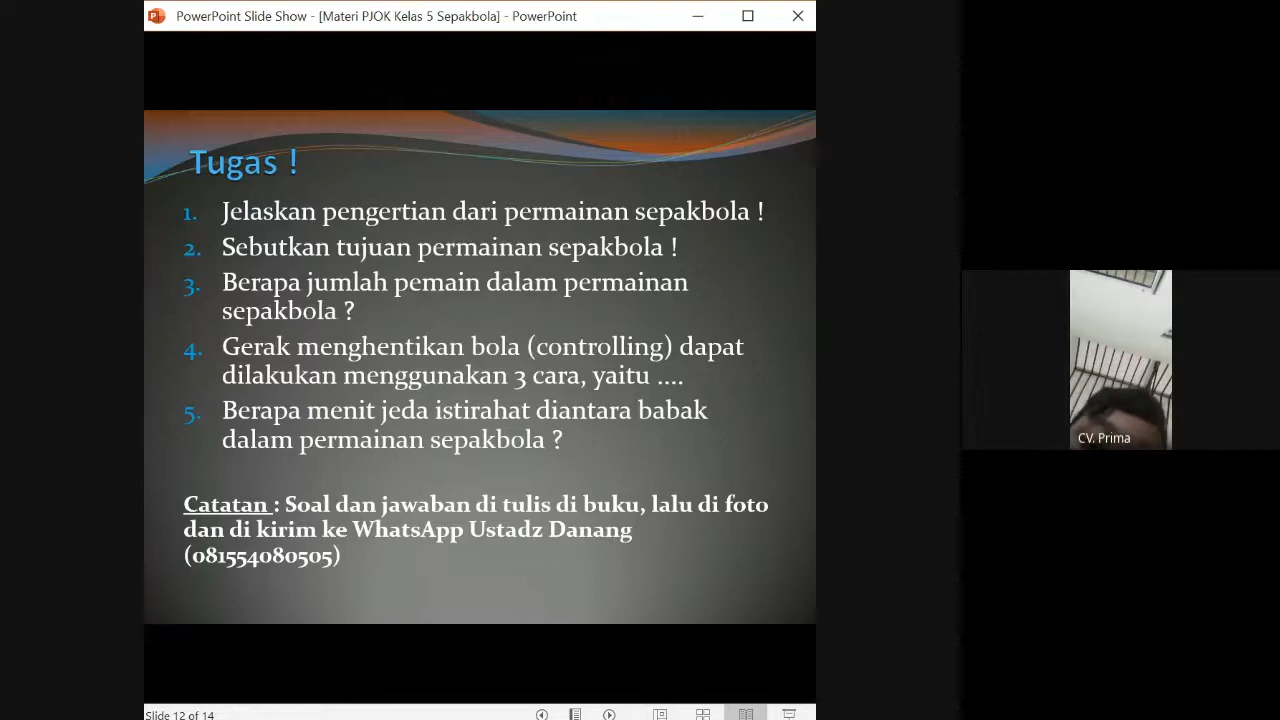 PowerPoint Slide Show - [Materi PJOK Kelas 5 Sepakbola] - PowerPoint
Tugas !
1. Jelaskan pengertian dari permainan sepakbola !
2. Sebutkan tujuan permainan sepakbola !
3. Berapa jumlah pemain dalam permainan
sepakbola ?
4. Gerak menghentikan bola (controlling) dapat
dilakukan menggunakan 3 cara, yaitu ....
5. Berapa menit jeda istirahat diantara babak
dalam permainan sepakbola ?
Catatan : Soal dan jawaban di tulis di buku, lalu di foto
dan di kirim ke WhatsApp Ustadz Danang
(081554080505)
CV. Prima
Slide 12 of 14